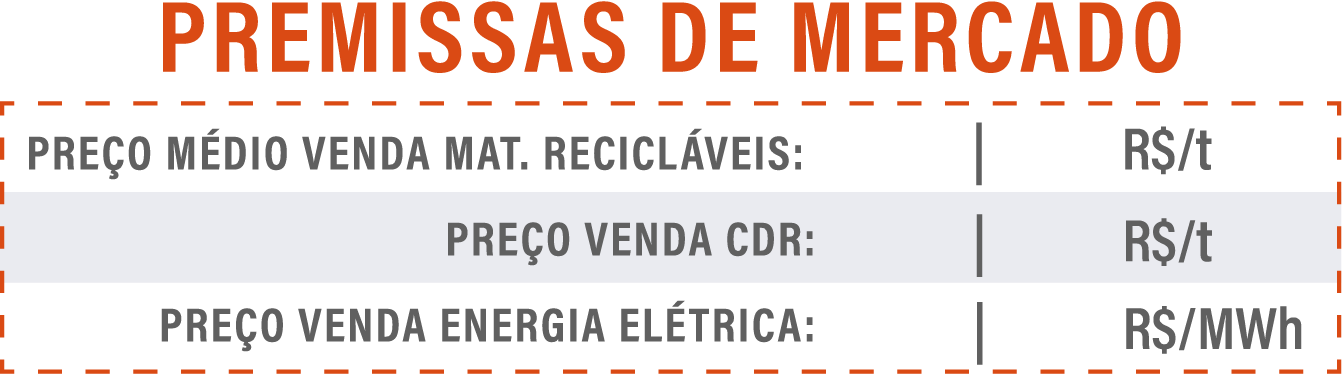 PREMISSAS DE MERCADO
PREÇO MÉDIO VENDA MAT. RECICLÁVEIS: | R$/t
PREÇO VENDA CDR: | R$/t
PREÇO VENDA ENERGIA ELÉTRICA: | R$/MWh